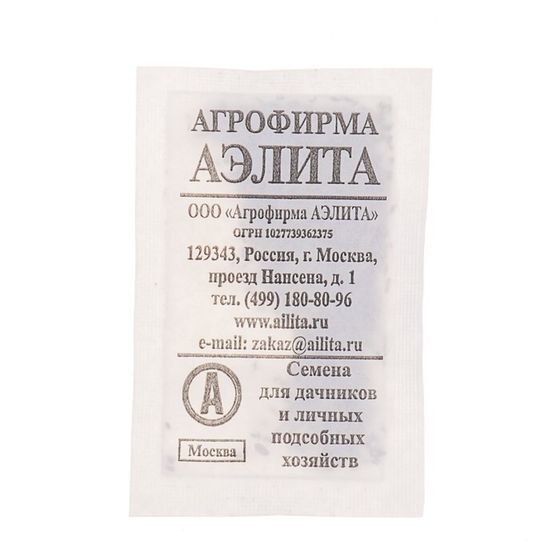 АГРОФИРМА
АЭЛИТА
ООО «Агрофирма АЭЛИТА»
ОГРН 1027739362375
129343, Россия, г. Москва,
проезд Нансена, д. 1
тел. (499) 180-80-96
www.ailita.ru
e-mail: zakaz@ailita.ru
Семена
для дачников
и личных
подсобных
хозяйств
А
Москва